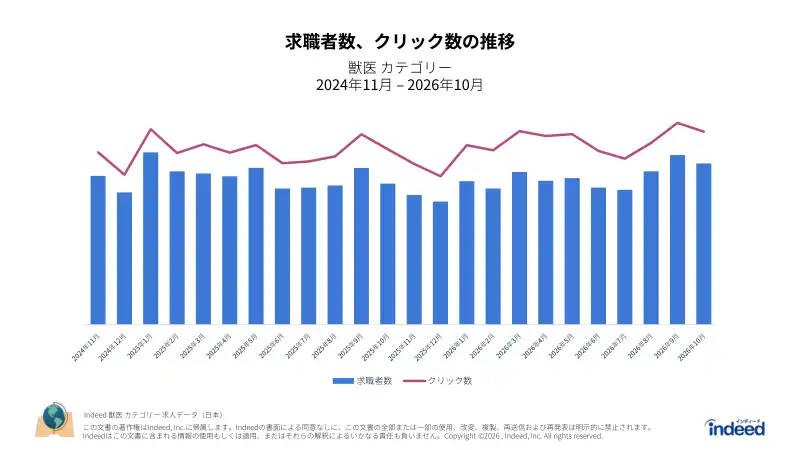 求職者数、クリック数の推移
獣医 カテゴリー
2024年11月 – 2026年10月
2024年11月
2024年12月
2025年1月
2025年2月
2025年3月
2025年4月
2025年5月
2025年6月
2025年7月
2025年8月
2025年9月
2025年10月
2025年11月
2025年12月
2026年1月
2026年2月
2026年3月
2026年4月
2026年5月
2026年6月
2026年7月
2026年8月
2026年9月
2026年10月
求職者数
クリック数
Indeed 獣医 カテゴリー 求人データ（日本）
この文書の著作権はIndeed, Inc.に帰属します。Indeedの書面による同意なしに、この文書の全部または一部の使用、改変、複製、再送信および再発表は明示的に禁止されます。
Indeedはこの文書に含まれる情報の使用もしくは適用、またはそれらの解釈によるいかなる責任も負いません。Copyright ©2026 , Indeed, Inc. All rights reserved.
インディード
indeed